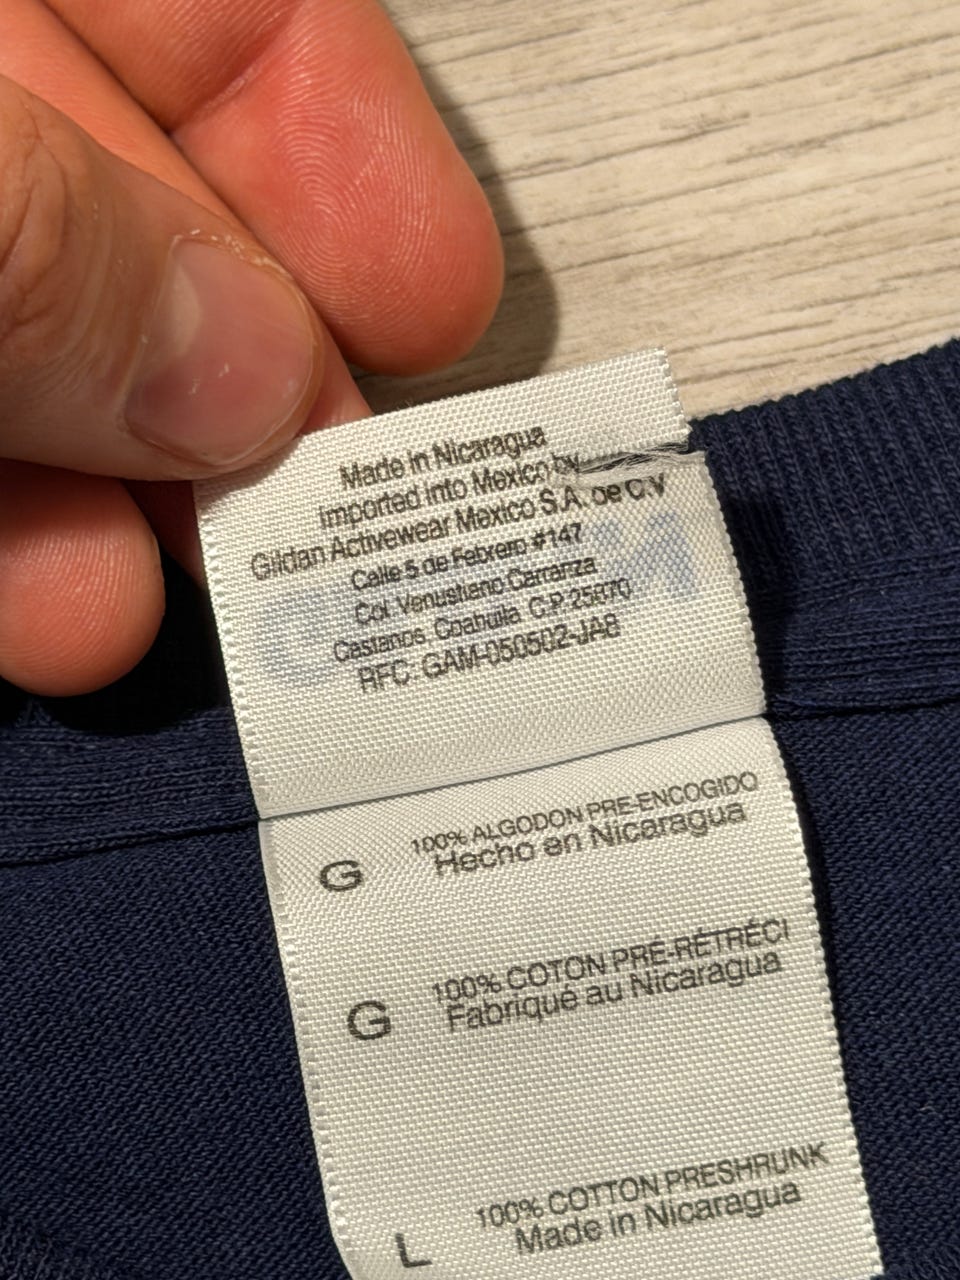 Made in Nicaragua
Imported into Mexico by
Gildan Activewear Mexico S.A. de C.V
Calle 5 de Febrero #147
Col. Venustiano Carranza
Castanos, Coahuila C.P. 25870
RFC: GAM-050502-JA8
G 100% ALGODON PRE-ENCOGIDO
Hecho en Nicaragua
G 100% COTON PRÉ-RÉTRÉCI
Fabriqué au Nicaragua
L 100% COTTON PRESHRUNK
Made in Nicaragua